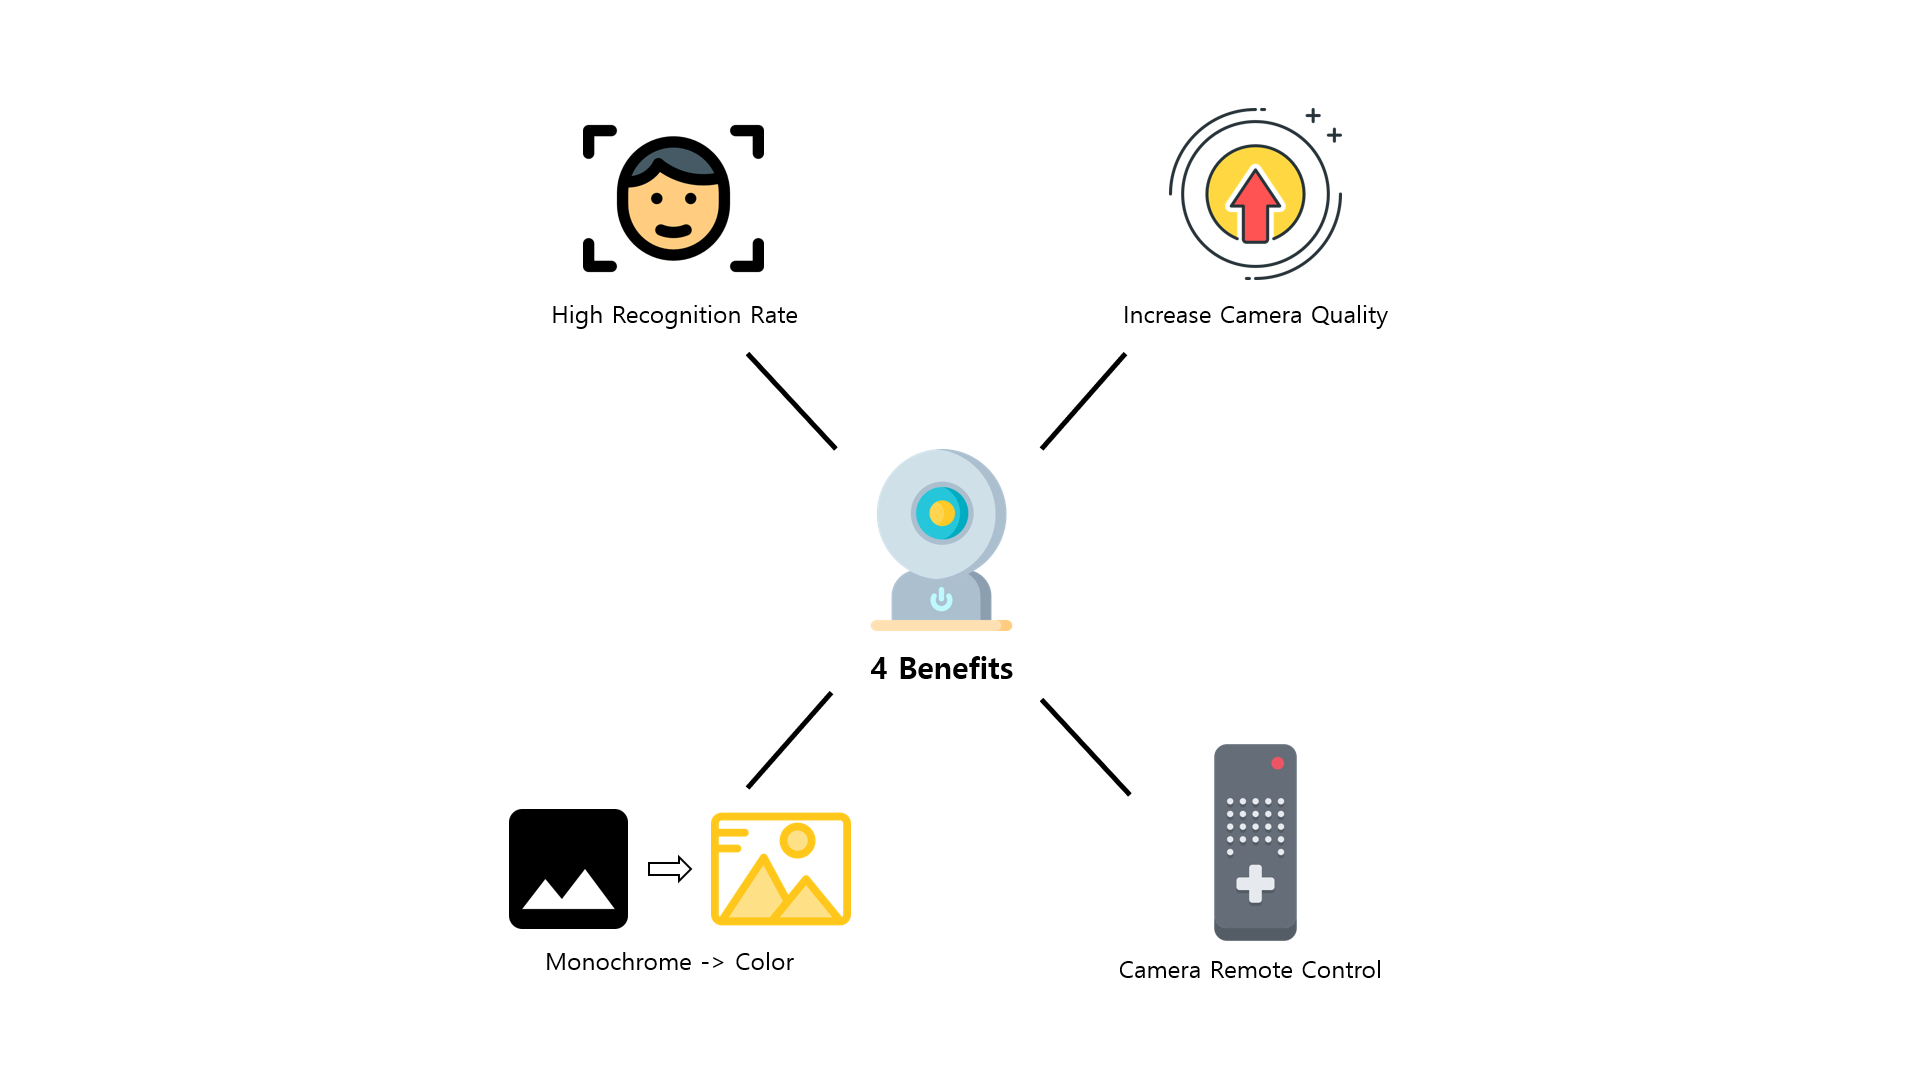 High Recognition Rate
Increase Camera Quality
4 Benefits
Monochrome -> Color
Camera Remote Control